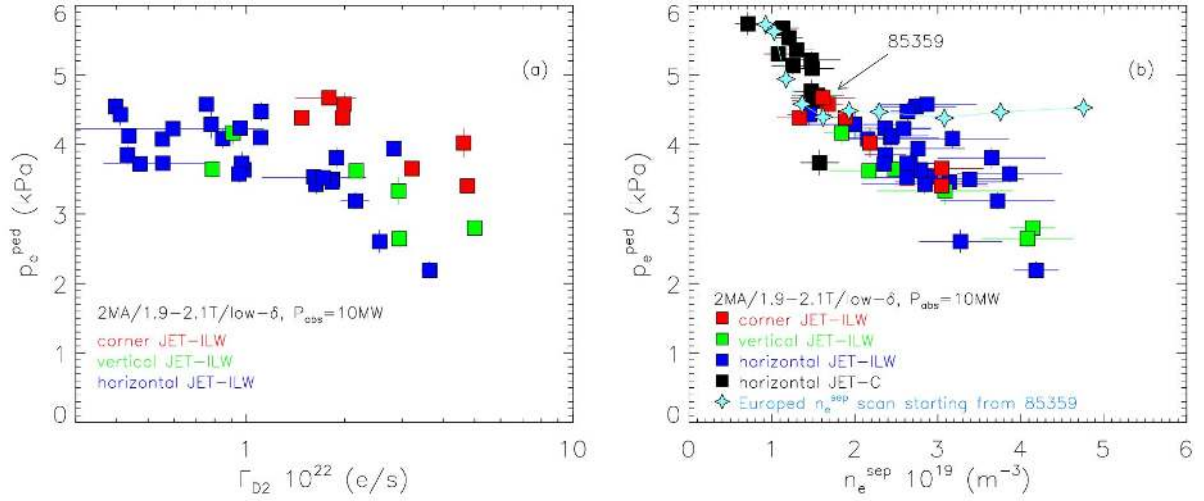 6
5
4
3
2
1
0
p_e^ped (kPa)
(a)
2MA/1.9−2.1T/low−δ, P_abs=10MW
corner JET−ILW
vertical JET−ILW
horizontal JET−ILW
1
10
Γ_D2 10^22 (e/s)
6
5
4
3
2
1
0
p_e^ped (kPa)
85359
(b)
2MA/1.9−2.1T/low−δ, P_abs=10MW
corner JET−ILW
vertical JET−ILW
horizontal JET−ILW
horizontal JET−C
Europed n_e^sep scan starting from 85359
0
1
2
3
4
5
6
n_e^sep 10^19 (m^−3)